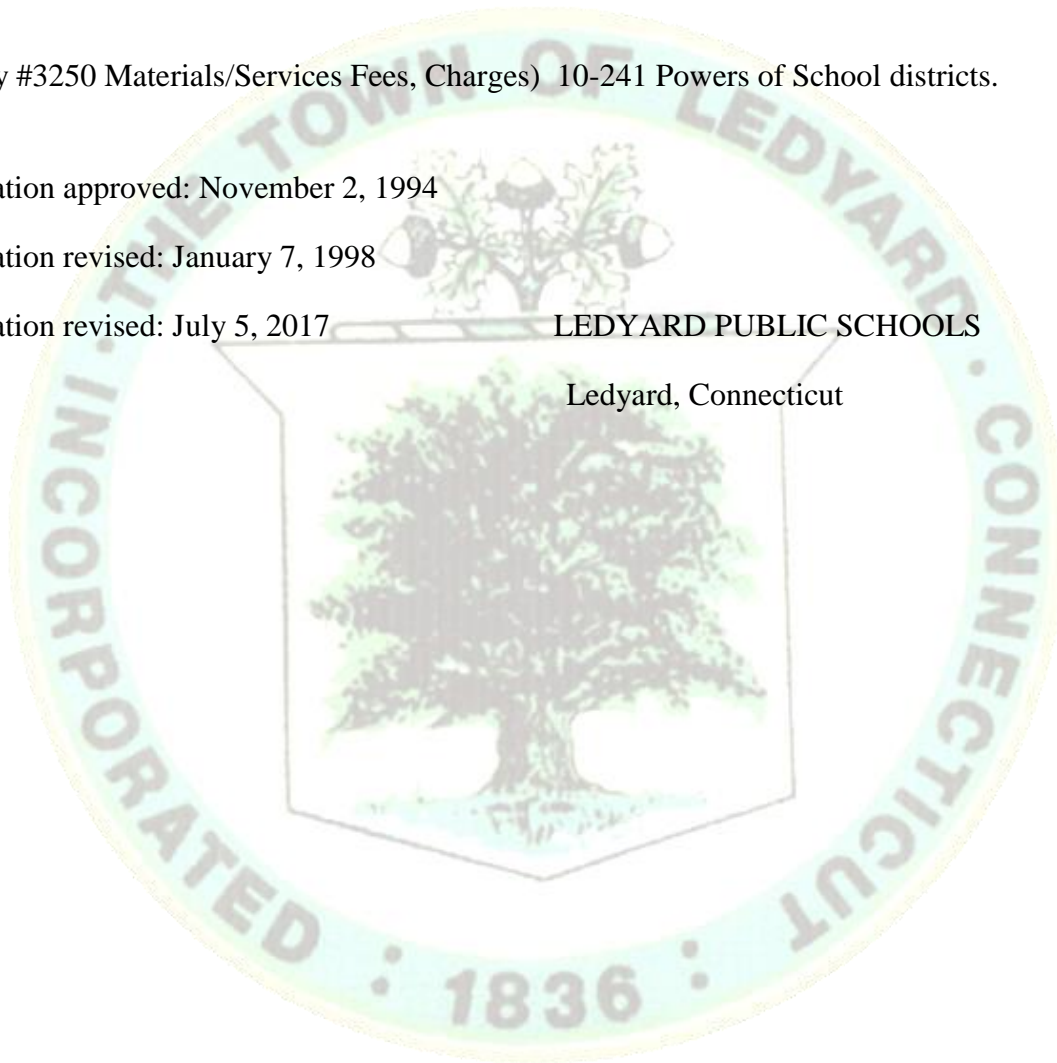 y #3250 Materials/Services Fees, Charges) 10-241 Powers of School districts.
ation approved: November 2, 1994
ation revised: January 7, 1998
ation revised: July 5, 2017 LEDYARD PUBLIC SCHOOLS
Ledyard, Connecticut
· THE TOWN OF LEDYARD · CONNECTICUT : 1836 : INCORPORATED